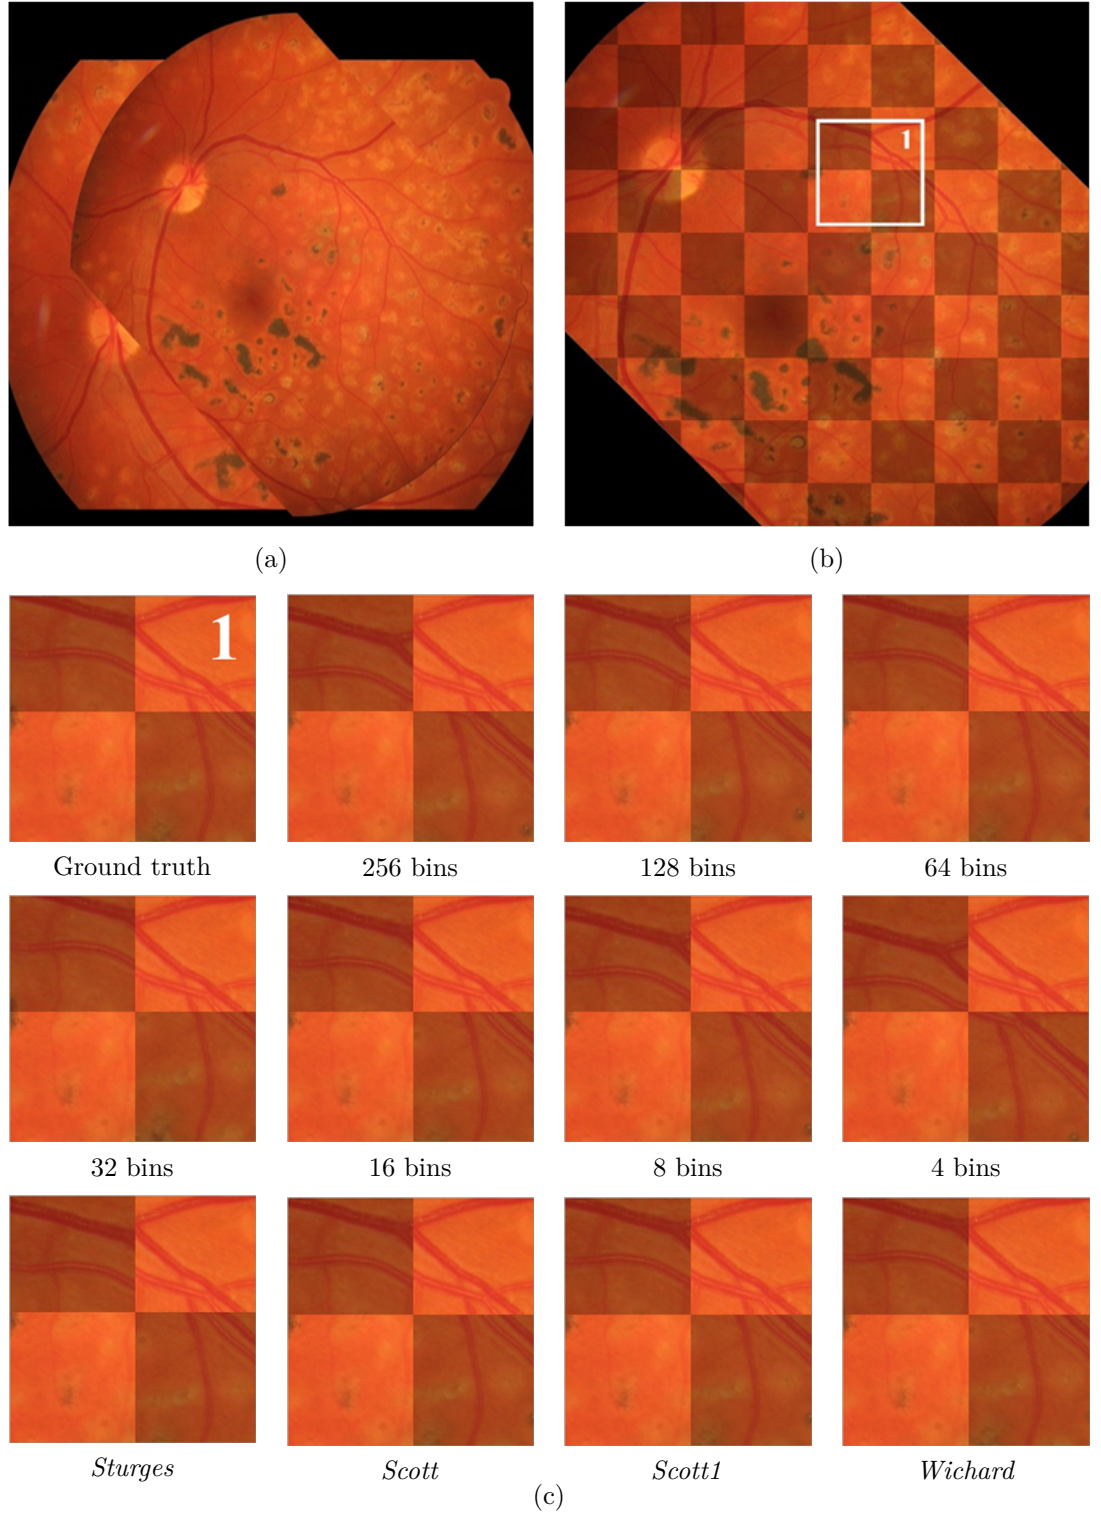 1
(a) (b)
1
Ground truth 256 bins 128 bins 64 bins
32 bins 16 bins 8 bins 4 bins
Sturges Scott Scott1 Wichard
(c)